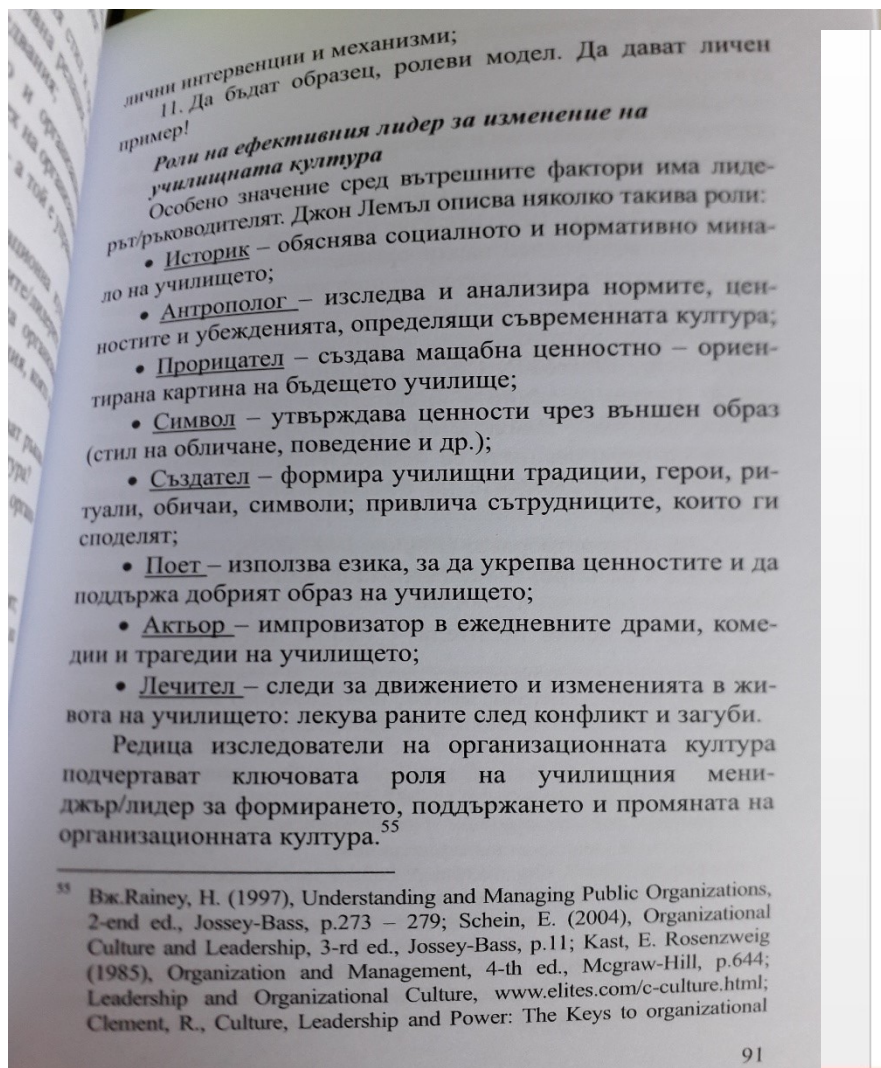 лични интервенции и механизми;
11. Да бъдат образец, ролеви модел. Да дават личен
пример!
Роли на ефективния лидер за изменение на
училищната култура
Особено значение сред вътрешните фактори има лиде-
рът/ръководителят. Джон Лемъл описва няколко такива роли:
• Историк – обяснява социалното и нормативно мина-
ло на училището;
• Антрополог – изследва и анализира нормите, цен-
ностите и убежденията, определящи съвременната култура;
• Прорицател – създава мащабна ценностно – ориен-
тирана картина на бъдещето училище;
• Символ – утвърждава ценности чрез външен образ
(стил на обличане, поведение и др.);
• Създател – формира училищни традиции, герои, ри-
туали, обичаи, символи; привлича сътрудниците, които ги
споделят;
• Поет – използва езика, за да укрепва ценностите и да
поддържа добрият образ на училището;
• Актьор – импровизатор в ежедневните драми, коме-
дии и трагедии на училището;
• Лечител – следи за движението и измененията в жи-
вота на училището: лекува раните след конфликт и загуби.
Редица изследователи на организационната култура
подчертават ключовата роля на училищния мени-
джър/лидер за формирането, поддържането и промяната на
организационната култура.55
55 Вж.Rainey, H. (1997), Understanding and Managing Public Organizations,
2-end ed., Jossey-Bass, p.273 – 279; Schein, E. (2004), Organizational
Culture and Leadership, 3-rd ed., Jossey-Bass, p.11; Kast, E. Rosenzweig
(1985), Organization and Management, 4-th ed., Mcgraw-Hill, p.644;
Leadership and Organizational Culture, www.elites.com/c-culture.html;
Clement, R., Culture, Leadership and Power: The Keys to organizational
91